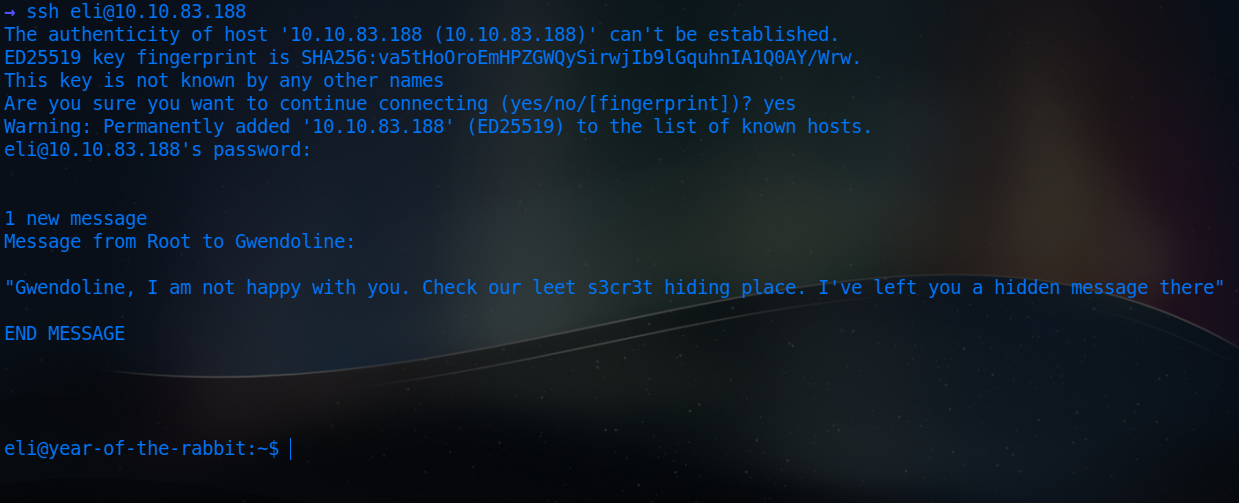 → ssh eli@10.10.83.188
The authenticity of host '10.10.83.188 (10.10.83.188)' can't be established.
ED25519 key fingerprint is SHA256:va5tHoOroEmHPZGWQySirwjIb9lGquhnIA1Q0AY/Wrw.
This key is not known by any other names
Are you sure you want to continue connecting (yes/no/[fingerprint])? yes
Warning: Permanently added '10.10.83.188' (ED25519) to the list of known hosts.
eli@10.10.83.188's password:
1 new message
Message from Root to Gwendoline:
"Gwendoline, I am not happy with you. Check our leet s3cr3t hiding place. I've left you a hidden message there"
END MESSAGE
eli@year-of-the-rabbit:~$